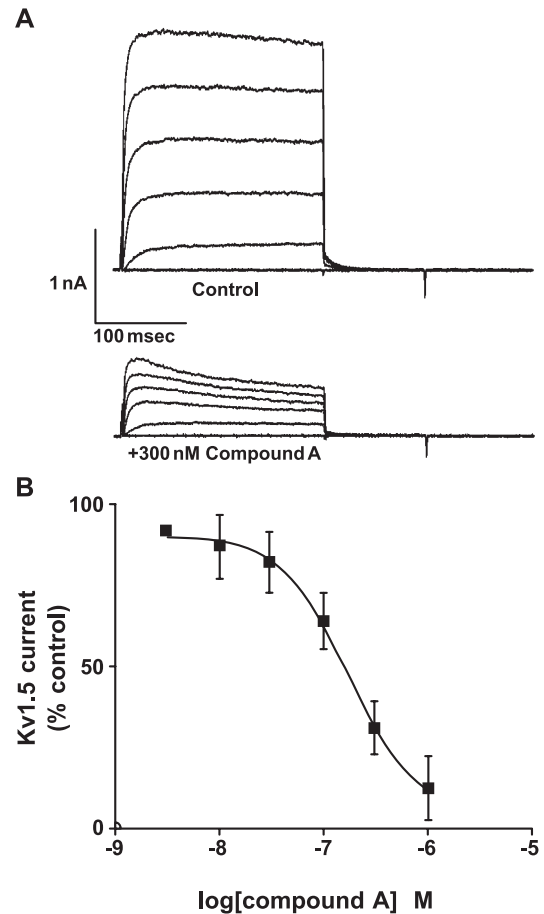 A
1 nA
Control
100 msec
+300 nM Compound A
B
100
50
0
Kv1.5 current
(% control)
-9 -8 -7 -6 -5
log[compound A] M